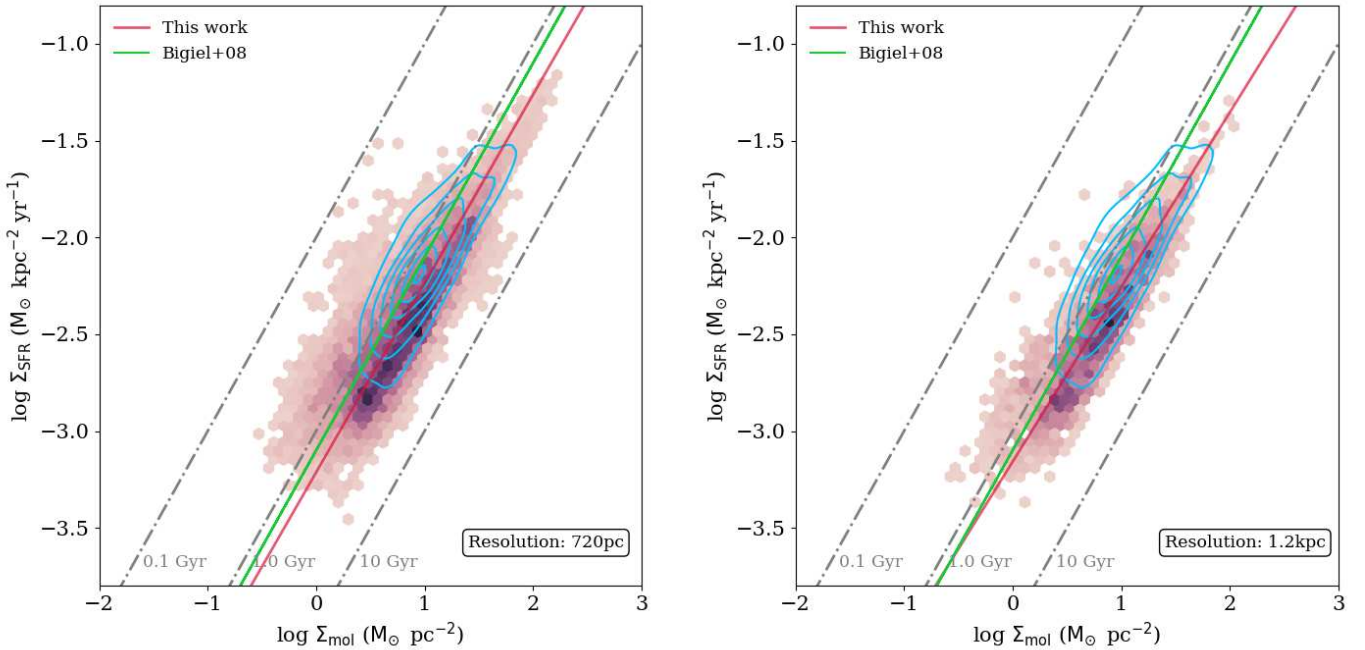 This work
Bigiel+08
−1.0
−1.5
−2.0
−2.5
−3.0
−3.5
log Σ_SFR (M_⊙ kpc⁻² yr⁻¹)
0.1 Gyr
1.0 Gyr
10 Gyr
Resolution: 720pc
−2 −1 0 1 2 3
log Σ_mol (M_⊙ pc⁻²)
This work
Bigiel+08
−1.0
−1.5
−2.0
−2.5
−3.0
−3.5
log Σ_SFR (M_⊙ kpc⁻² yr⁻¹)
0.1 Gyr
1.0 Gyr
10 Gyr
Resolution: 1.2kpc
−2 −1 0 1 2 3
log Σ_mol (M_⊙ pc⁻²)